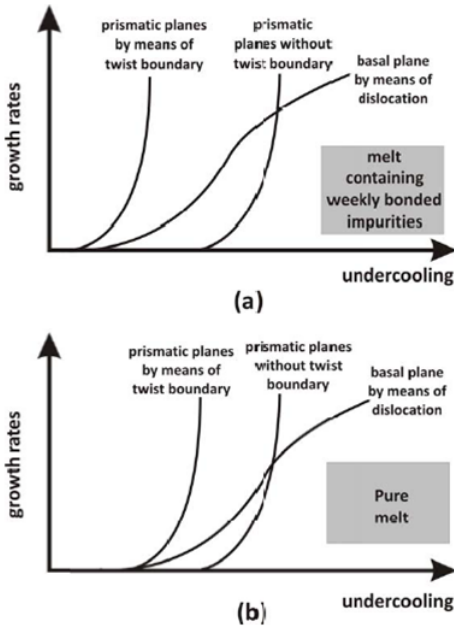 prismatic planes
by means of
twist boundary
prismatic
planes without
twist boundary
basal plane
by means of
dislocation
growth rates
melt
containing
weekly bonded
impurities
undercooling
(a)
prismatic planes
by means of
twist boundary
prismatic planes
without twist
boundary
basal plane
by means of
dislocation
growth rates
Pure
melt
undercooling
(b)